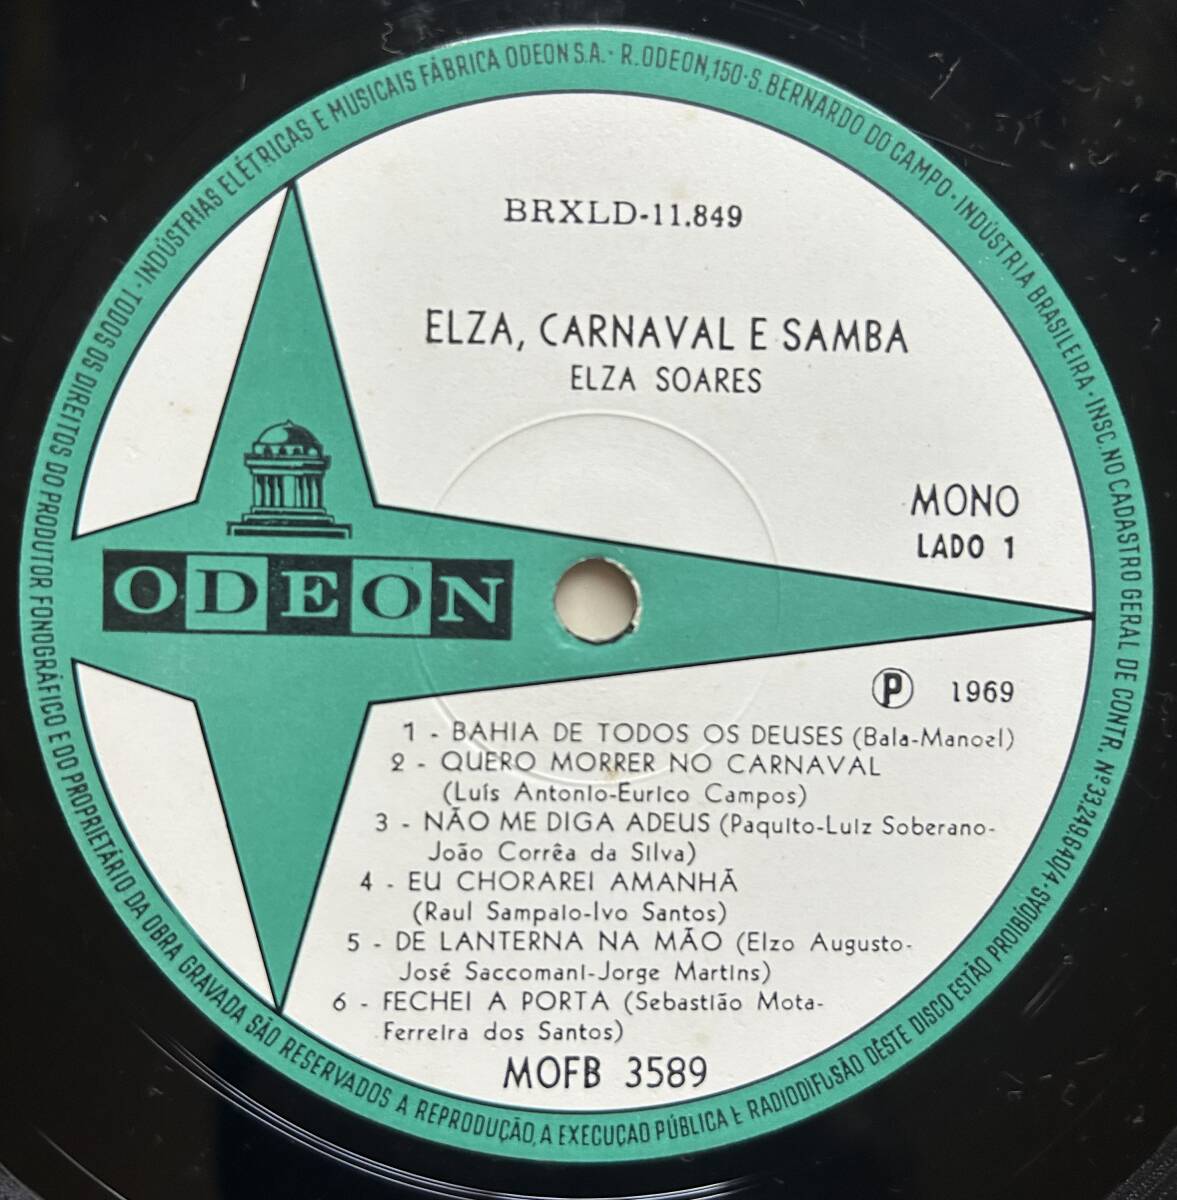 TODOS OS DIREITOS DO PRODUTOR FONOGRÁFICO E DO PROPRIETÁRIO DA OBRA GRAVADA SÃO RESERVADOS A REPRODUÇÃO, A EXECUÇAO PÚBLICA E RADIODIFUSÃO DÊSTE DISCO ESTÃO PROIBÍDAS · INDÚSTRIAS ELÉTRICAS E MUSICAIS FÁBRICA ODEON S.A. · R. ODEON, 150 · S. BERNARDO DO CAMPO · INDÚSTRIA BRASILEIRA · INSC. NO CADASTRO GERAL DE CONTR. Nº 33.249.640/4 ·
BRXLD-11.849
ELZA, CARNAVAL E SAMBA
ELZA SOARES
MONO
LADO 1
ODEON
Ⓟ 1969
1 - BAHIA DE TODOS OS DEUSES (Bala-Manoel)
2 - QUERO MORRER NO CARNAVAL
(Luís Antonio-Eurico Campos)
3 - NÃO ME DIGA ADEUS (Paquito-Luiz Soberano-
João Corrêa da Silva)
4 - EU CHORAREI AMANHÃ
(Raul Sampaio-Ivo Santos)
5 - DE LANTERNA NA MÃO (Elzo Augusto-
José Saccomani-Jorge Martins)
6 - FECHEI A PORTA (Sebastião Mota-
Ferreira dos Santos)
MOFB 3589